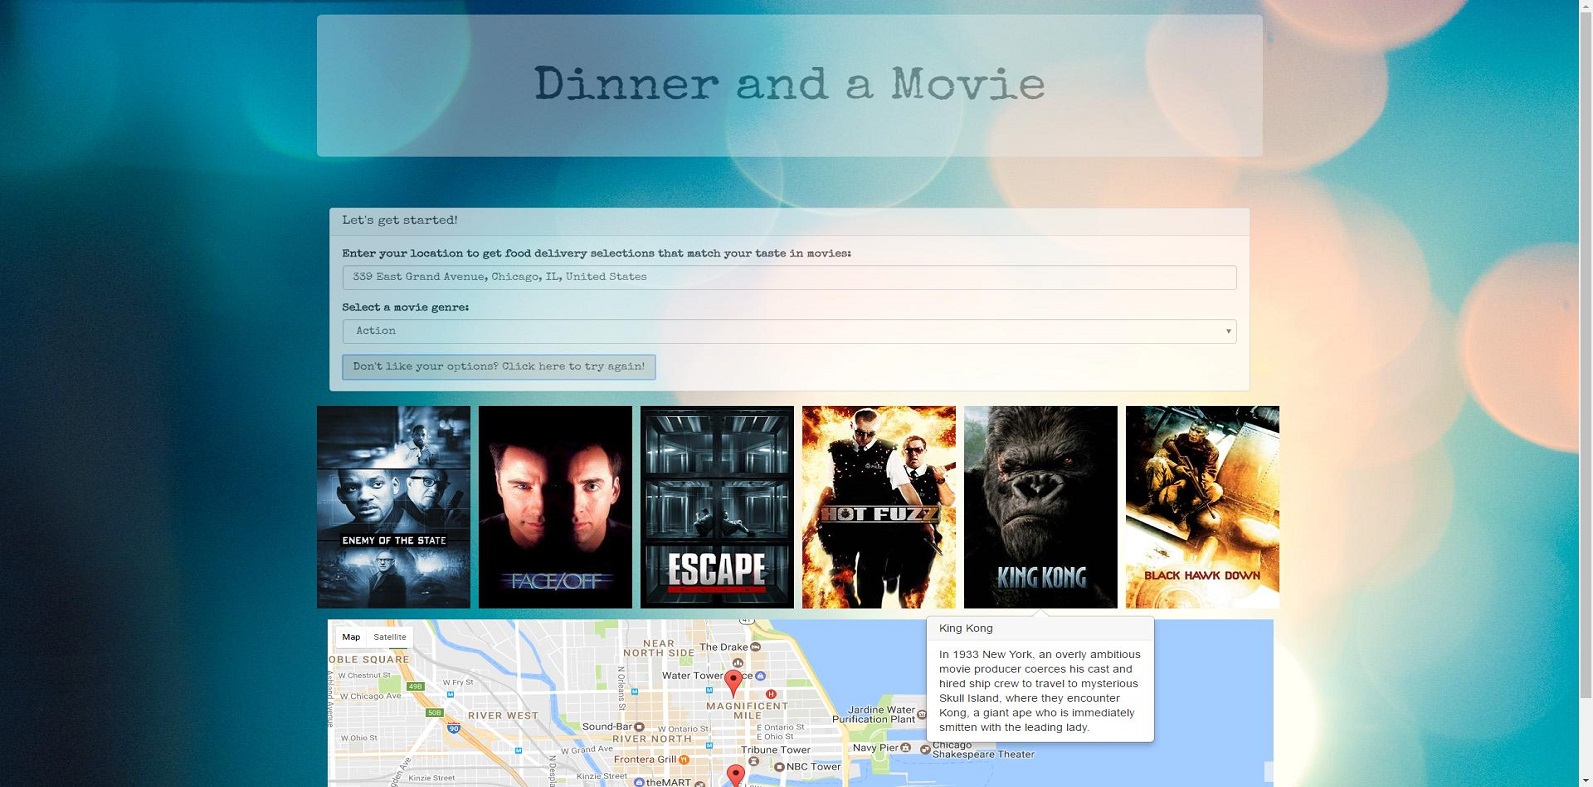 Dinner and a Movie
Let's get started!
Enter your location to get food delivery selections that match your taste in movies:
339 East Grand Avenue, Chicago, IL, United States
Select a movie genre:
Action
Don't like your options? Click here to try again!
ENEMY OF THE STATE
FACE/OFF
ESCAPE
HOT FUZZ
KING KONG
BLACK HAWK DOWN
King Kong
In 1933 New York, an overly ambitious
movie producer coerces his cast and
hired ship crew to travel to mysterious
Skull Island, where they encounter
Kong, a giant ape who is immediately
smitten with the leading lady.
Map
Satellite
OBLE SQUARE
W Chestnut St
W Chicago Ave
49B
50B
W Fry St
RIVER WEST
90
W Ohio St
Kinzie Street
N Orleans St
NEAR
NORTH SIDE
The Drake
41
Water Tower
ce
H
MAGNIFICENT
MILE
Sound-Bar
W Ontario St
E Ontario St
E Ohio St
RIVER NORTH
W Grand Ave
Tribune Tower
Frontera Grill
NBC Tower
Kinzie Street
theMART
Jardine Water
Purification Plant
Navy Pier
Chicago
Shakespeare Theater